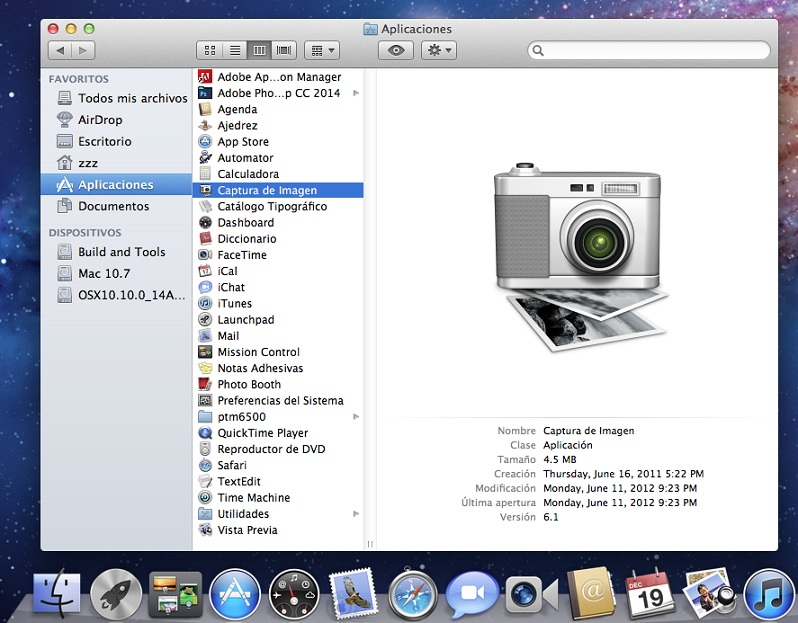 Aplicaciones
FAVORITOS
Todos mis archivos
AirDrop
Escritorio
zzz
Aplicaciones
Documentos
DISPOSITIVOS
Build and Tools
Mac 10.7
OSX10.10.0_14A...
Adobe Ap...on Manager
Adobe Pho...p CC 2014
Agenda
Ajedrez
App Store
Automator
Calculadora
Captura de Imagen
Catálogo Tipográfico
Dashboard
Diccionario
FaceTime
iCal
iChat
iTunes
Launchpad
Mail
Mission Control
Notas Adhesivas
Photo Booth
Preferencias del Sistema
ptm6500
QuickTime Player
Reproductor de DVD
Safari
TextEdit
Time Machine
Utilidades
Vista Previa
Nombre Captura de Imagen
Clase Aplicación
Tamaño 4.5 MB
Creación Thursday, June 16, 2011 5:22 PM
Modificación Monday, June 11, 2012 9:23 PM
Última apertura Monday, June 11, 2012 9:23 PM
Versión 6.1
DEC
19